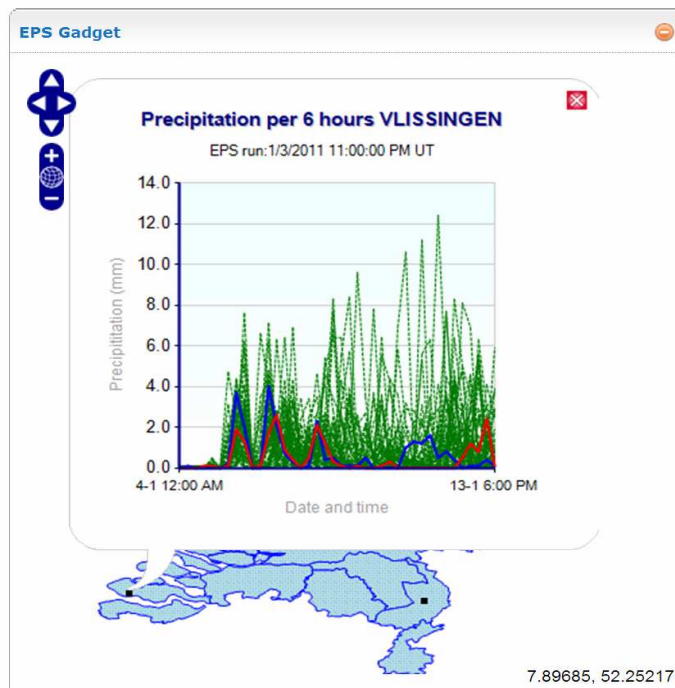 EPS Gadget
Precipitation per 6 hours VLISSINGEN
EPS run:1/3/2011 11:00:00 PM UT
14.0
12.0
10.0
8.0
6.0
4.0
2.0
0.0
Precipititation (mm)
4-1 12:00 AM
13-1 6:00 PM
Date and time
7.89685, 52.25217